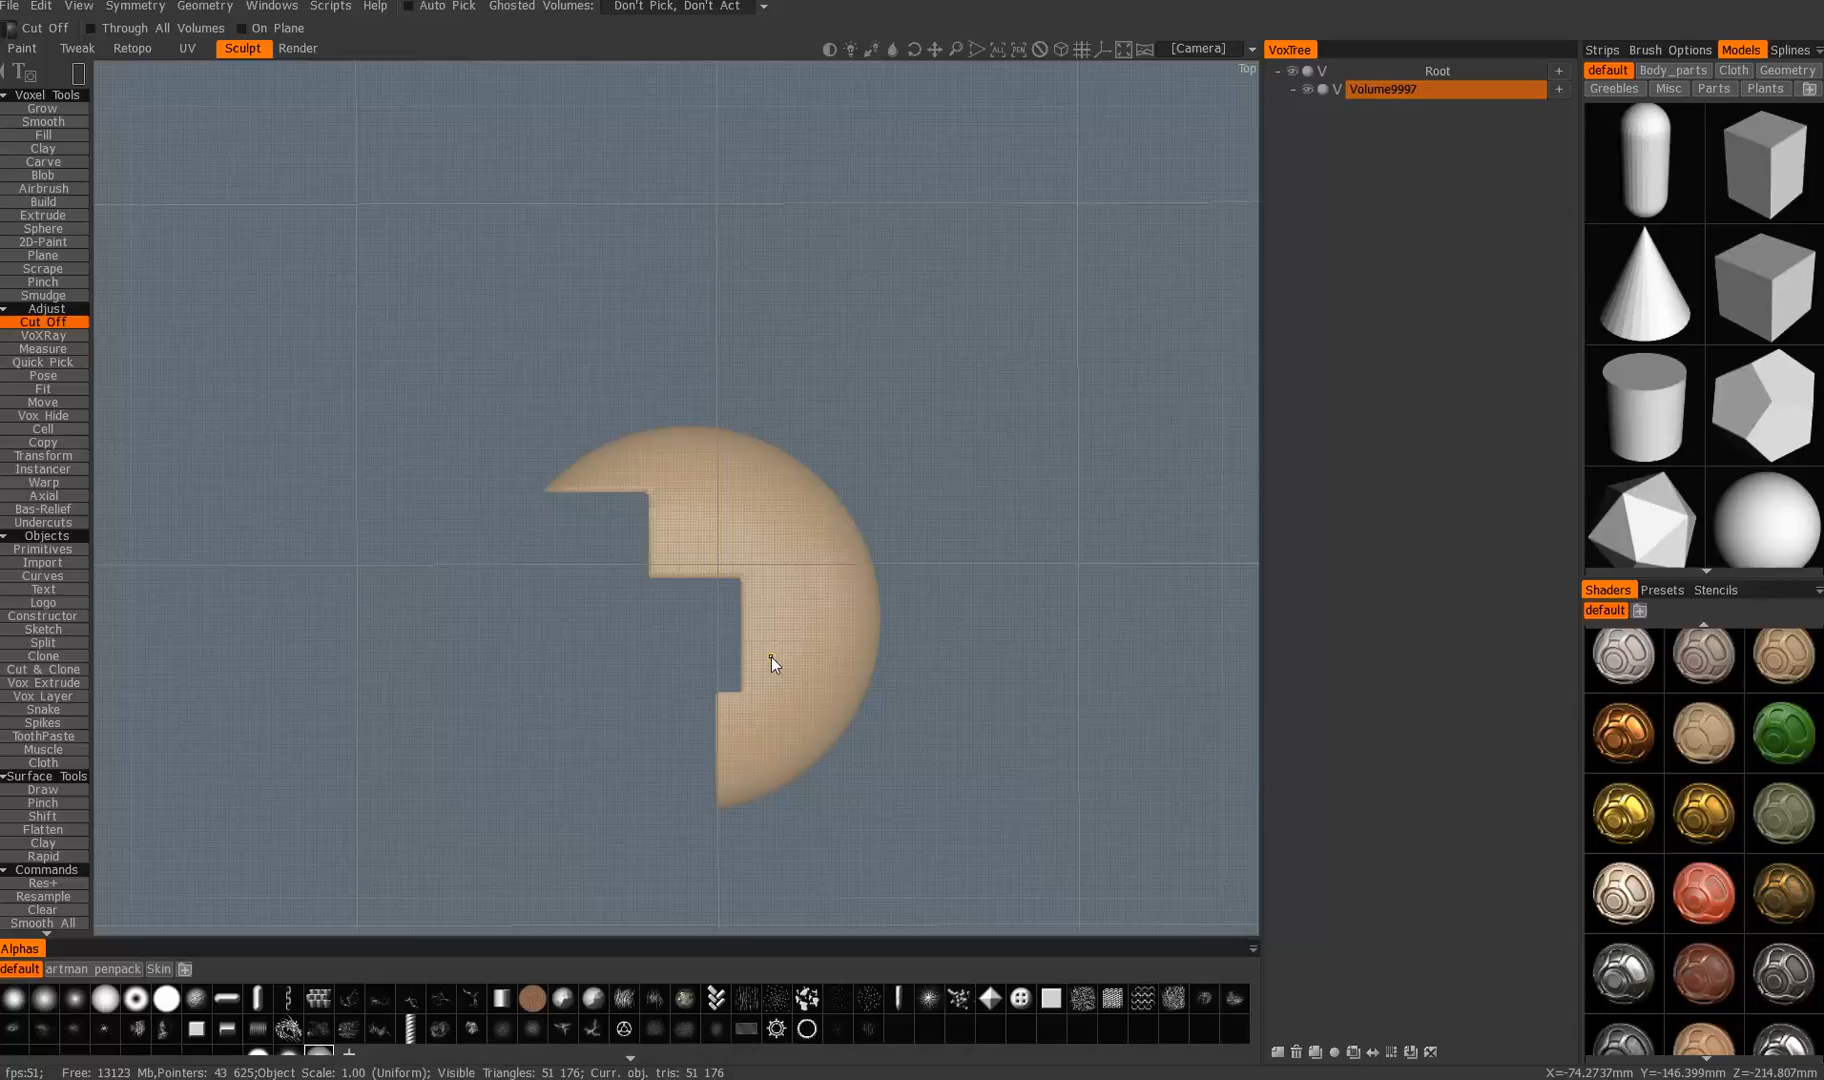 File Edit View Symmetry Geometry Windows Scripts Help Auto Pick Ghosted Volumes: Don't Pick, Don't Act
Cut Off Through All Volumes On Plane
Paint Tweak Retopo UV Sculpt Render [Camera]
Top
Voxel Tools
Grow
Smooth
Fill
Clay
Carve
Blob
Airbrush
Build
Extrude
Sphere
2D-Paint
Plane
Scrape
Pinch
Smudge
Adjust
Cut Off
VoXRay
Measure
Quick Pick
Pose
Fit
Move
Vox Hide
Cell
Copy
Transform
Instancer
Warp
Axial
Bas-Relief
Undercuts
Objects
Primitives
Import
Curves
Text
Logo
Constructor
Sketch
Split
Clone
Cut & Clone
Vox Extrude
Vox Layer
Snake
Spikes
ToothPaste
Muscle
Cloth
Surface Tools
Draw
Pinch
Shift
Flatten
Clay
Rapid
Commands
Res+
Resample
Clear
Smooth All
VoxTree
V Root +
V Volume9997 +
Strips Brush Options Models Splines
default Body_parts Cloth Geometry
Greebles Misc Parts Plants
Shaders Presets Stencils
default
Alphas
default artman penpack Skin
fps:51; Free: 13123 Mb,Pointers: 43 625;Object Scale: 1.00 (Uniform); Visible Triangles: 51 176; Curr. obj. tris: 51 176
X=-74.2737mm Y=-146.399mm Z=-214.807mm